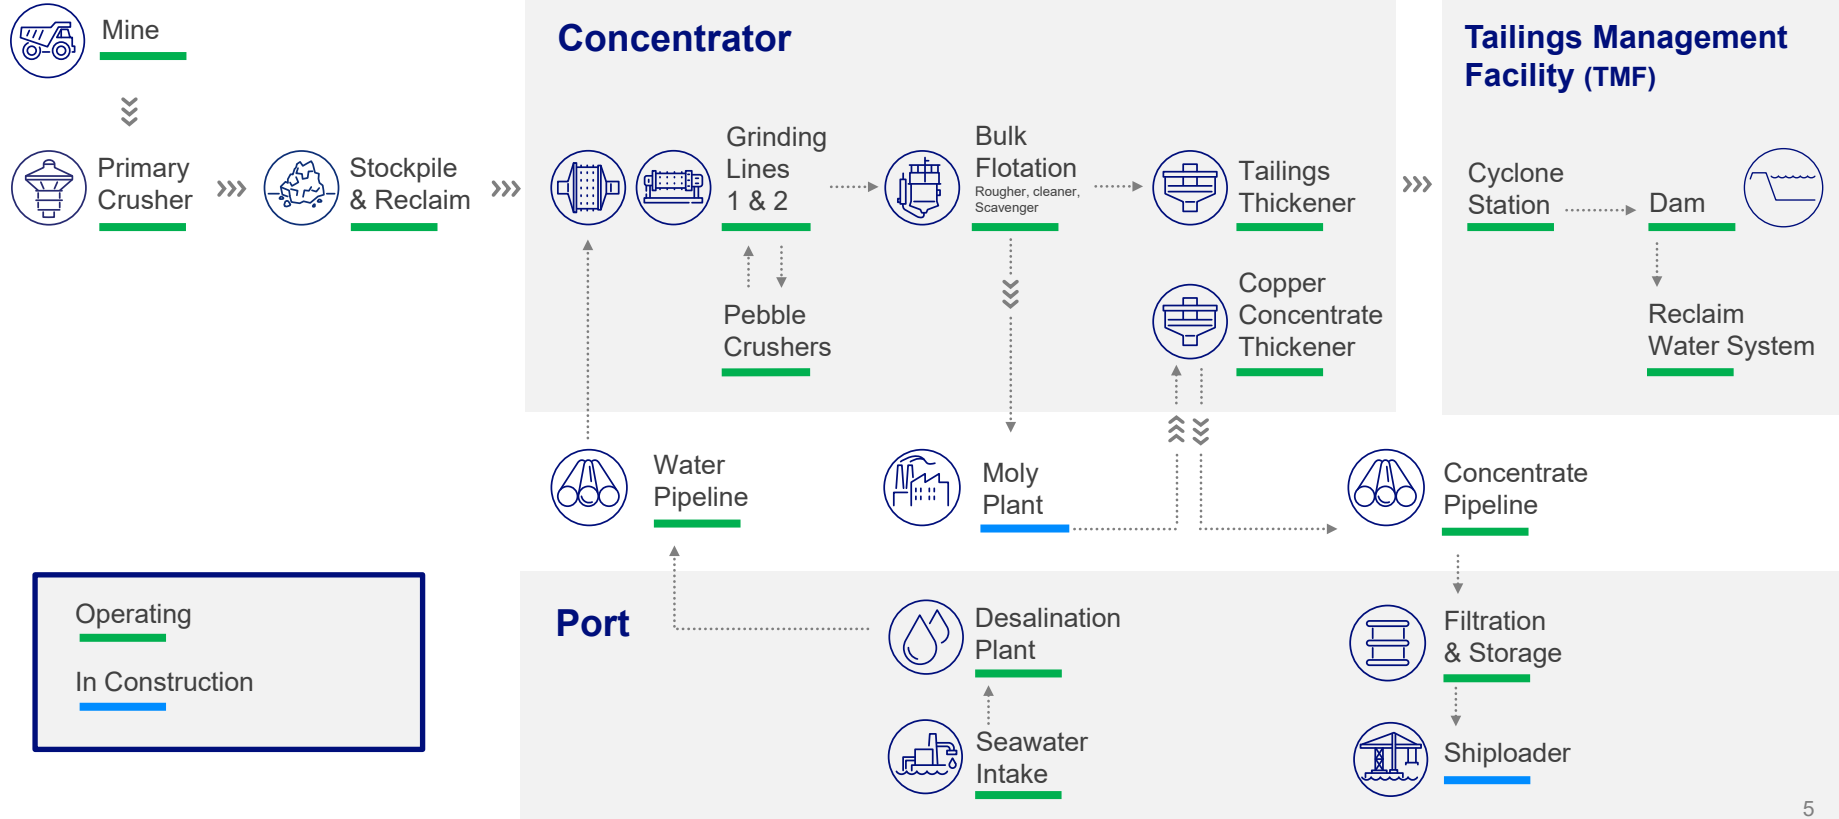 Mine
Primary
Crusher
Stockpile
& Reclaim
Concentrator
Grinding
Lines
1 & 2
Bulk
Flotation
Rougher, cleaner,
Scavenger
Tailings
Thickener
Pebble
Crushers
Copper
Concentrate
Thickener
Tailings Management
Facility (TMF)
Cyclone
Station
Dam
Reclaim
Water System
Water
Pipeline
Moly
Plant
Concentrate
Pipeline
Operating
In Construction
Port
Desalination
Plant
Seawater
Intake
Filtration
& Storage
Shiploader
5